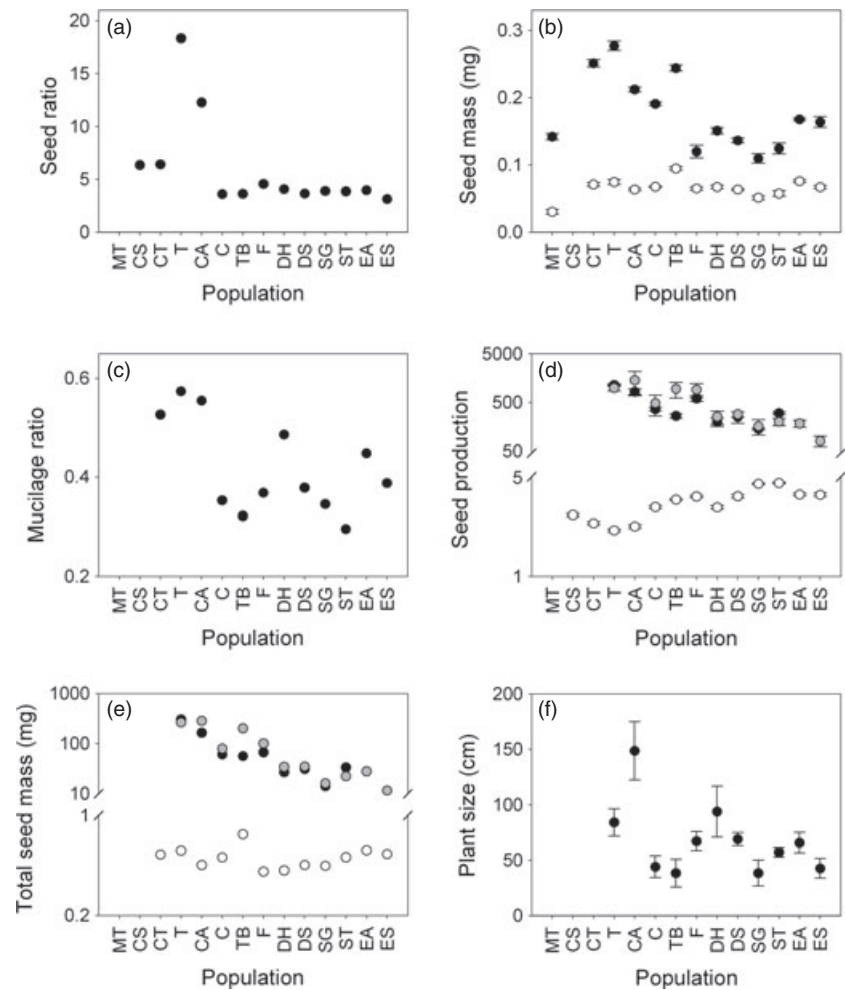 (a)
Seed ratio
20
15
10
5
0
MT CS CT T CA C TB F DH DS SG ST EA ES
Population
(b)
Seed mass (mg)
0.3
0.2
0.1
0.0
MT CS CT T CA C TB F DH DS SG ST EA ES
Population
(c)
Mucilage ratio
0.6
0.4
0.2
MT CS CT T CA C TB F DH DS SG ST EA ES
Population
(d)
Seed production
5000
500
50
5
1
MT CS CT T CA C TB F DH DS SG ST EA ES
Population
(e)
Total seed mass (mg)
1000
100
10
1
0.2
MT CS CT T CA C TB F DH DS SG ST EA ES
Population
(f)
Plant size (cm)
200
150
100
50
0
MT CS CT T CA C TB F DH DS SG ST EA ES
Population